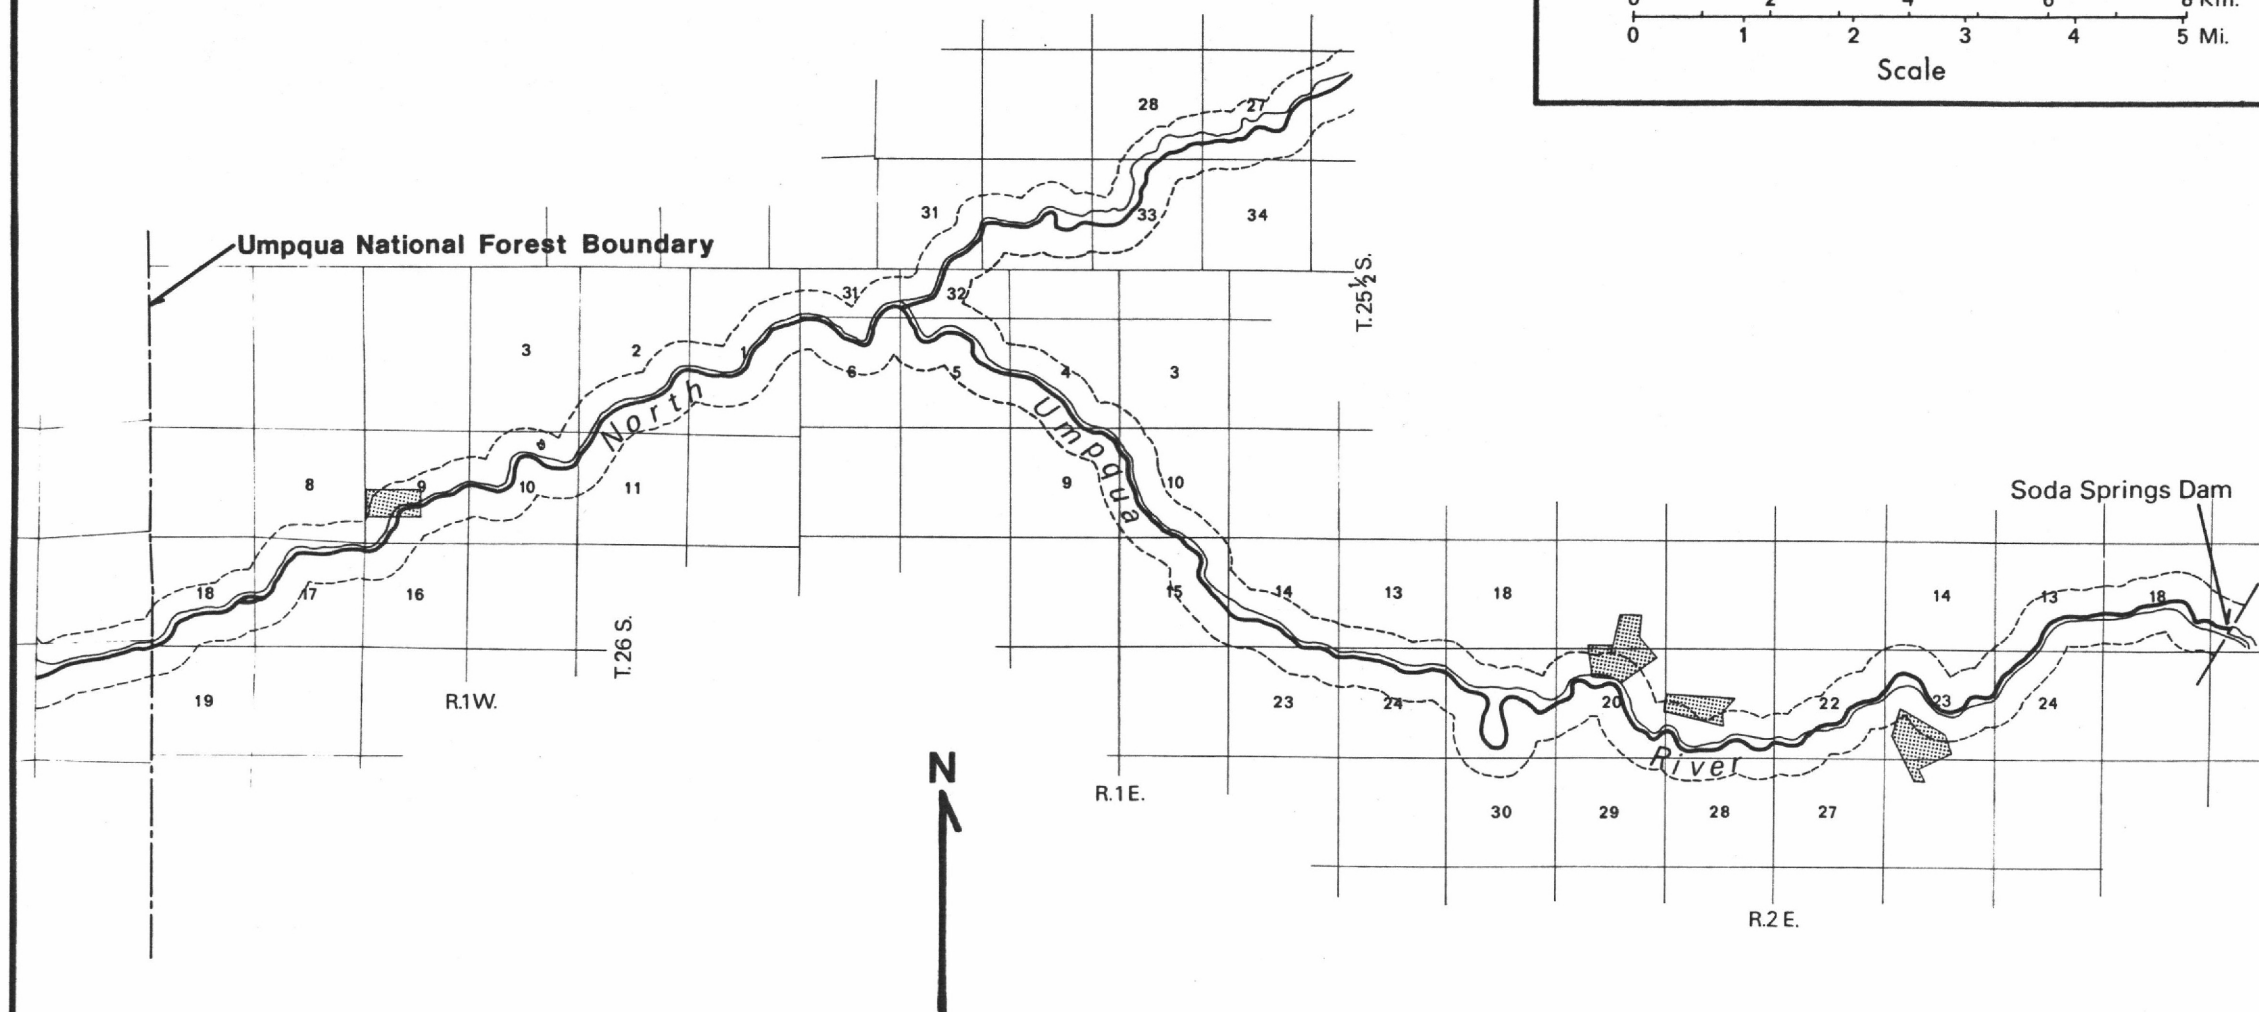 0 2 4 6 8 Km.
0 1 2 3 4 5 Mi.
Scale
28 27
31 33 34
Umpqua National Forest Boundary
31 32
T.25½ S.
3 2 1
6 5 4 3
North
Umpqua
8 9 10 11 9 10
Soda Springs Dam
18 17 16 15 14 13 18 14 13 18
T.26 S.
19 R.1W. 23 24 20 22 23 24
River
N
R.1E.
30 29 28 27
R.2E.